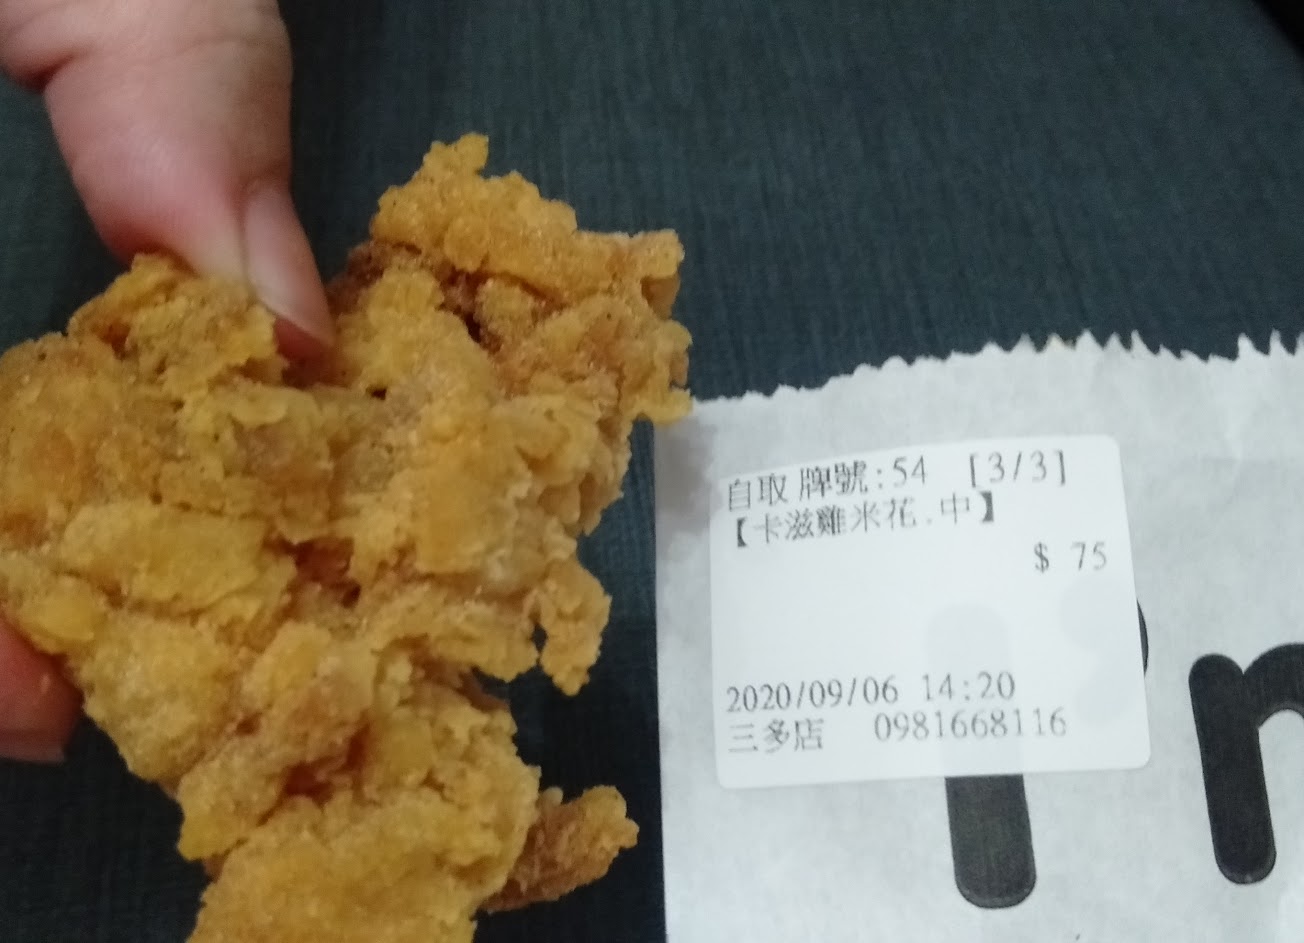 自取 牌號:54 [3/3]
【卡滋雞米花.中】
$ 75
2020/09/06 14:20
三多店 0981668116